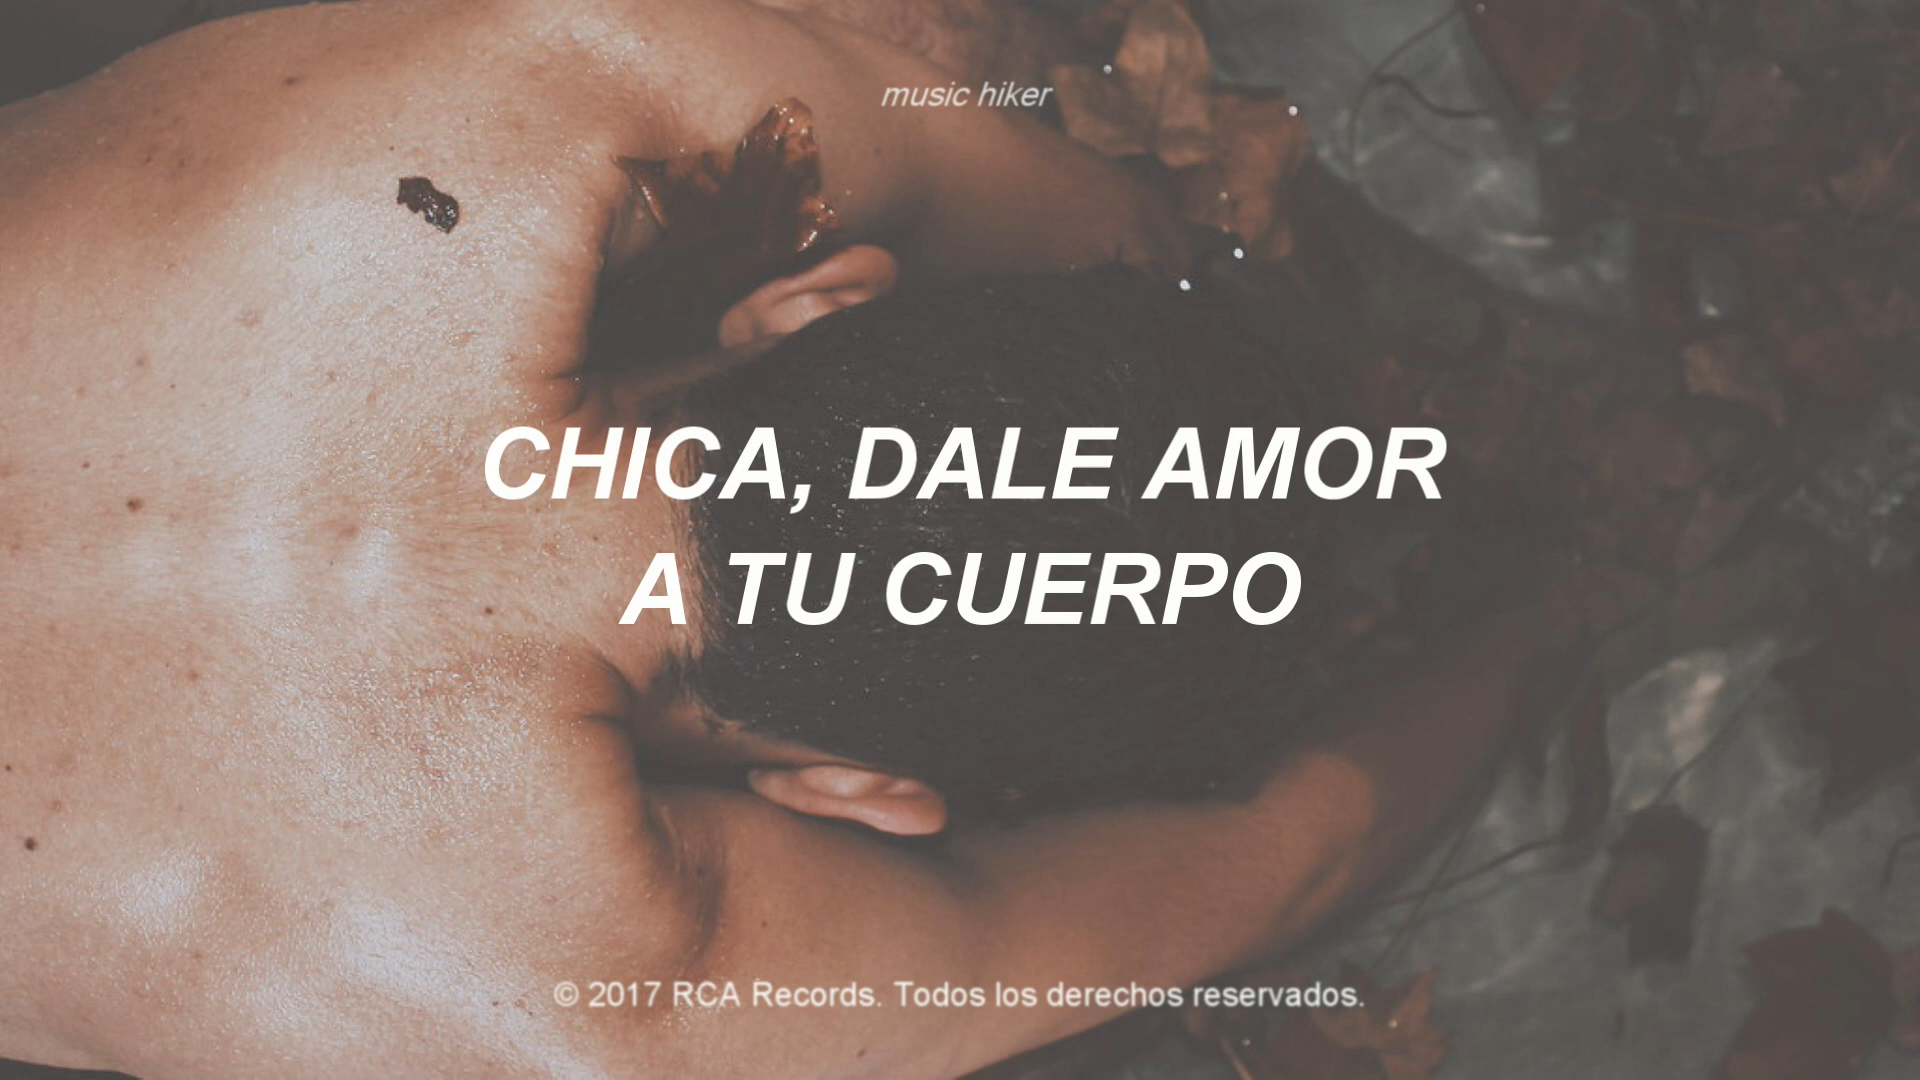 music hiker
CHICA, DALE AMOR
A TU CUERPO
© 2017 RCA Records. Todos los derechos reservados.